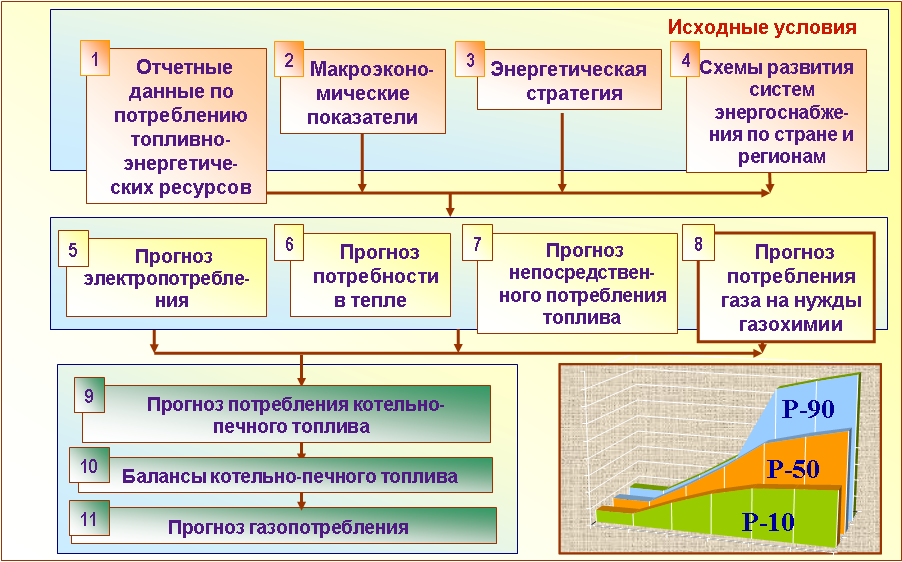 Исходные условия
1
Отчетные
данные по
потреблению
топливно-
энергетиче-
ских ресурсов
2
Макроэконо-
мические
показатели
3
Энергетическая
стратегия
4
Схемы развития
систем
энергоснабже-
ния по стране и
регионам
5
Прогноз
электропотребле-
ния
6
Прогноз
потребности
в тепле
7
Прогноз
непосредствен-
ного потребления
топлива
8
Прогноз
потребления
газа на нужды
газохимии
9
Прогноз потребления котельно-
печного топлива
10
Балансы котельно-печного топлива
11
Прогноз газопотребления
P-90
P-50
P-10